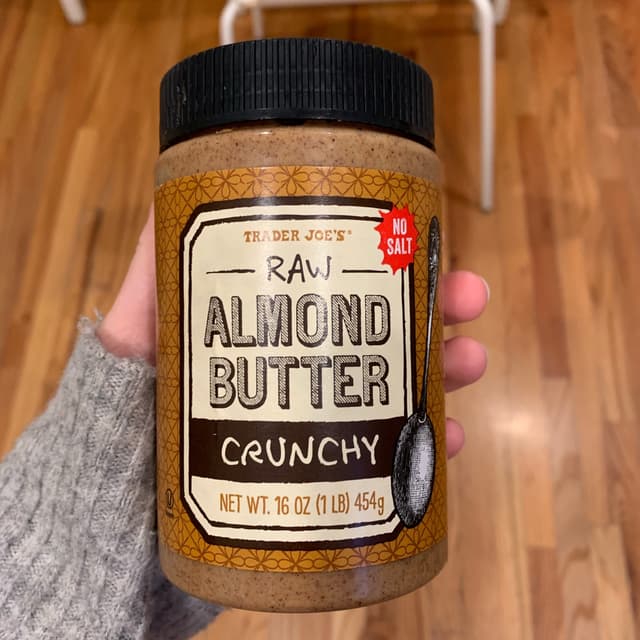 TRADER JOE'S®
NO
SALT
RAW
ALMOND
BUTTER
CRUNCHY
NET WT. 16 OZ (1 LB) 454g